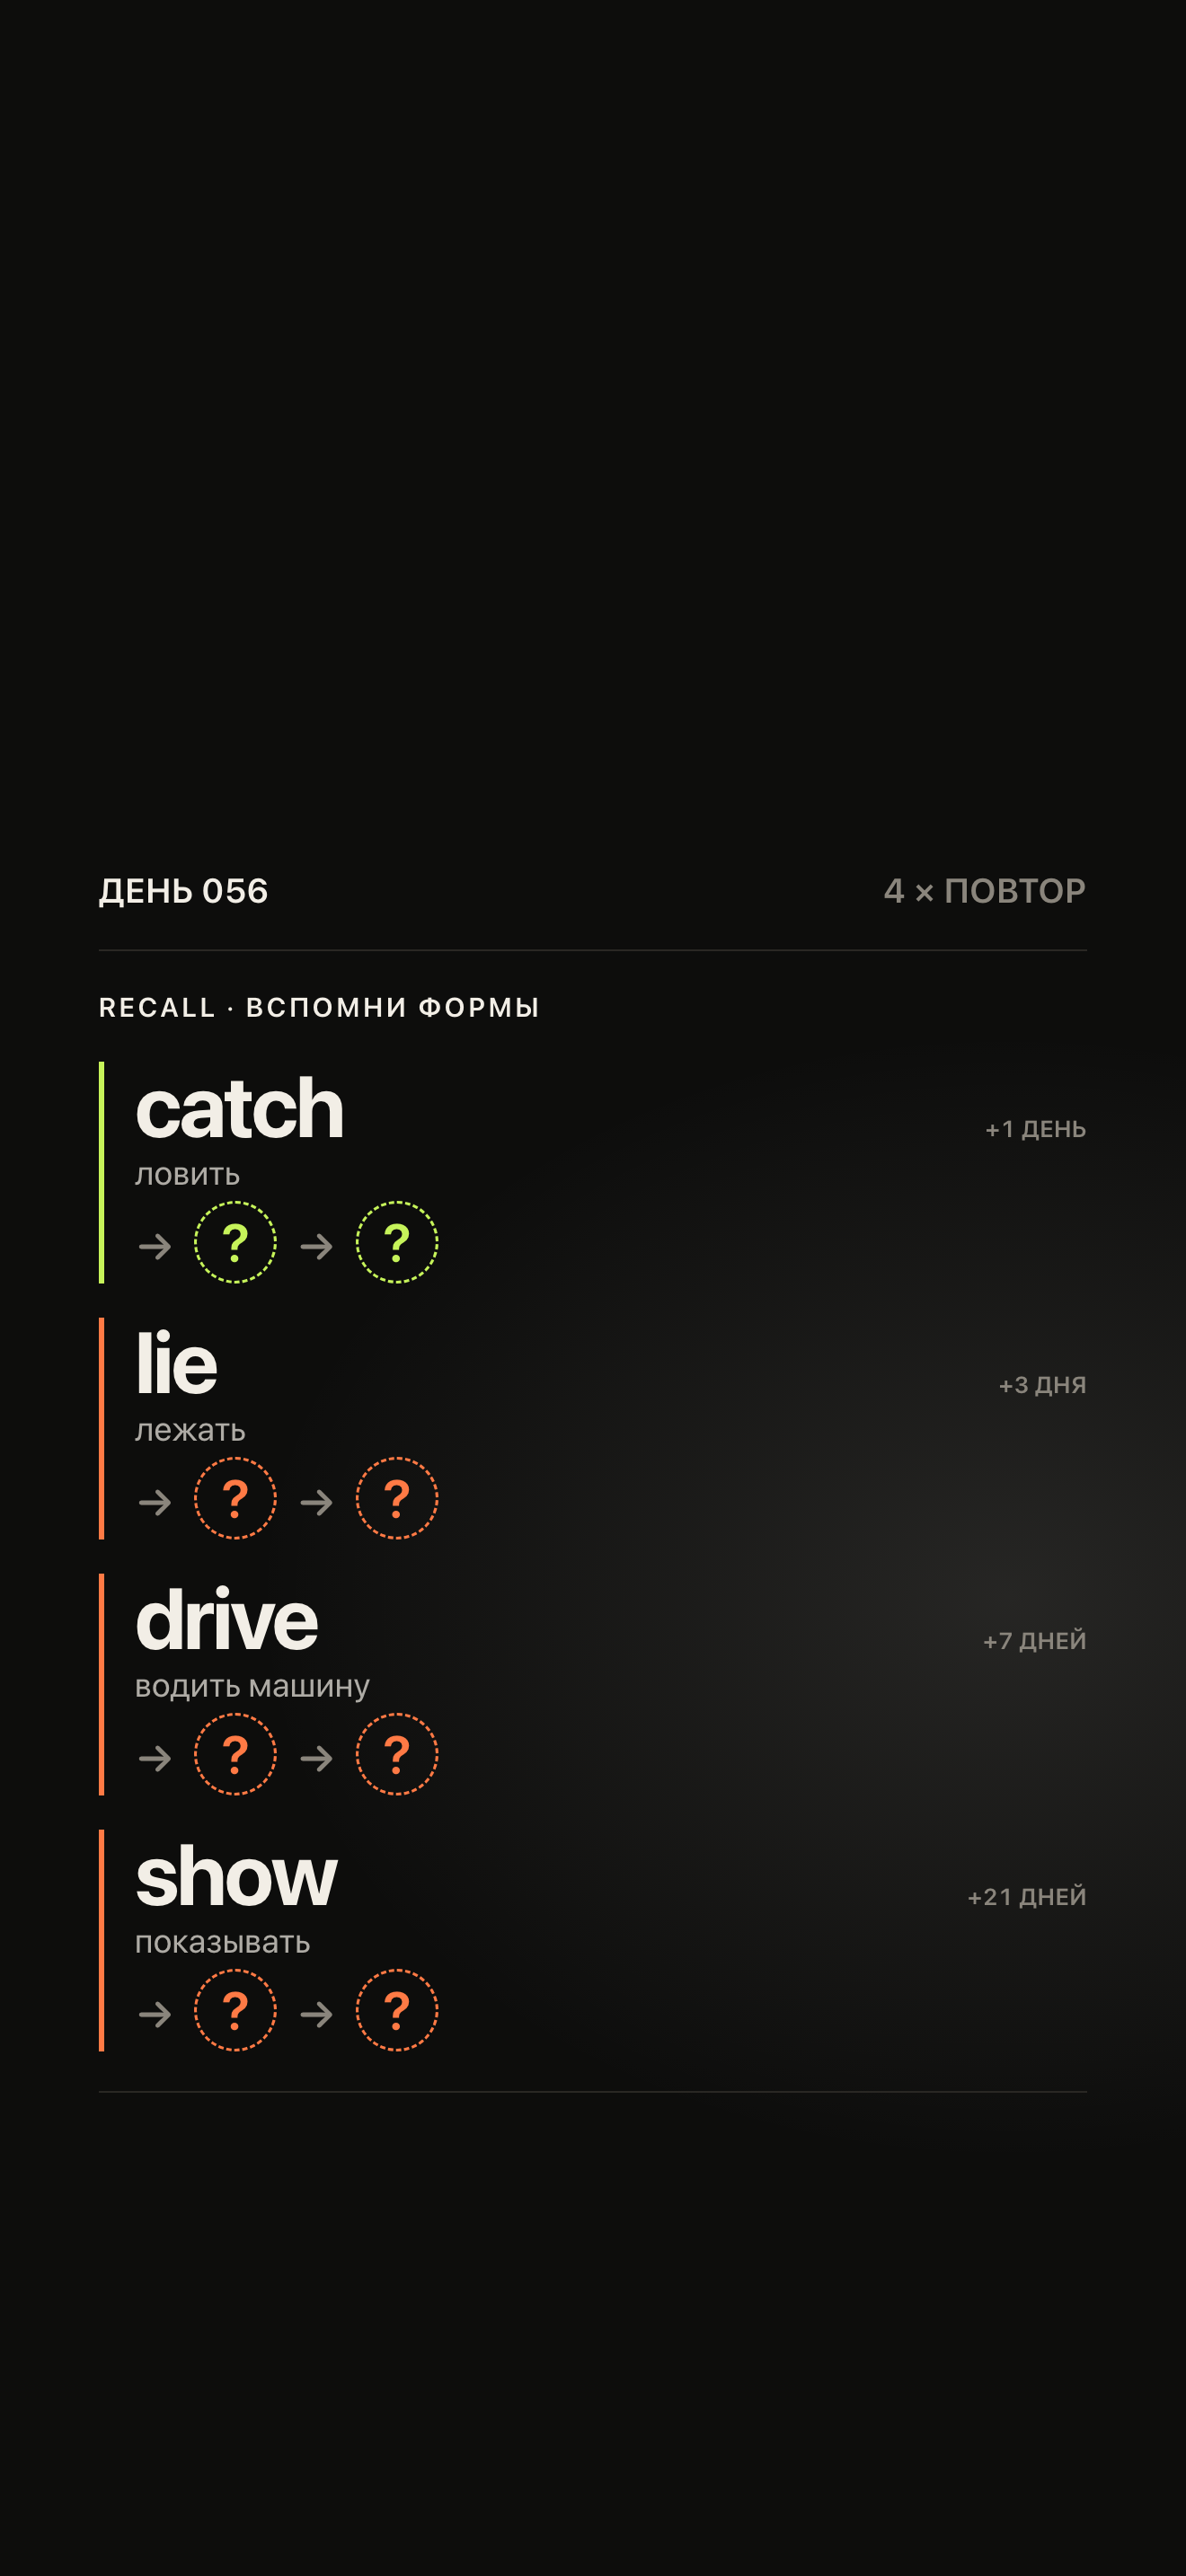 ДЕНЬ 056
4 × ПОВТОР
RECALL · ВСПОМНИ ФОРМЫ
catch
+1 ДЕНЬ
ловить
→ ? → ?
lie
+3 ДНЯ
лежать
→ ? → ?
drive
+7 ДНЕЙ
водить машину
→ ? → ?
show
+21 ДНЕЙ
показывать
→ ? → ?